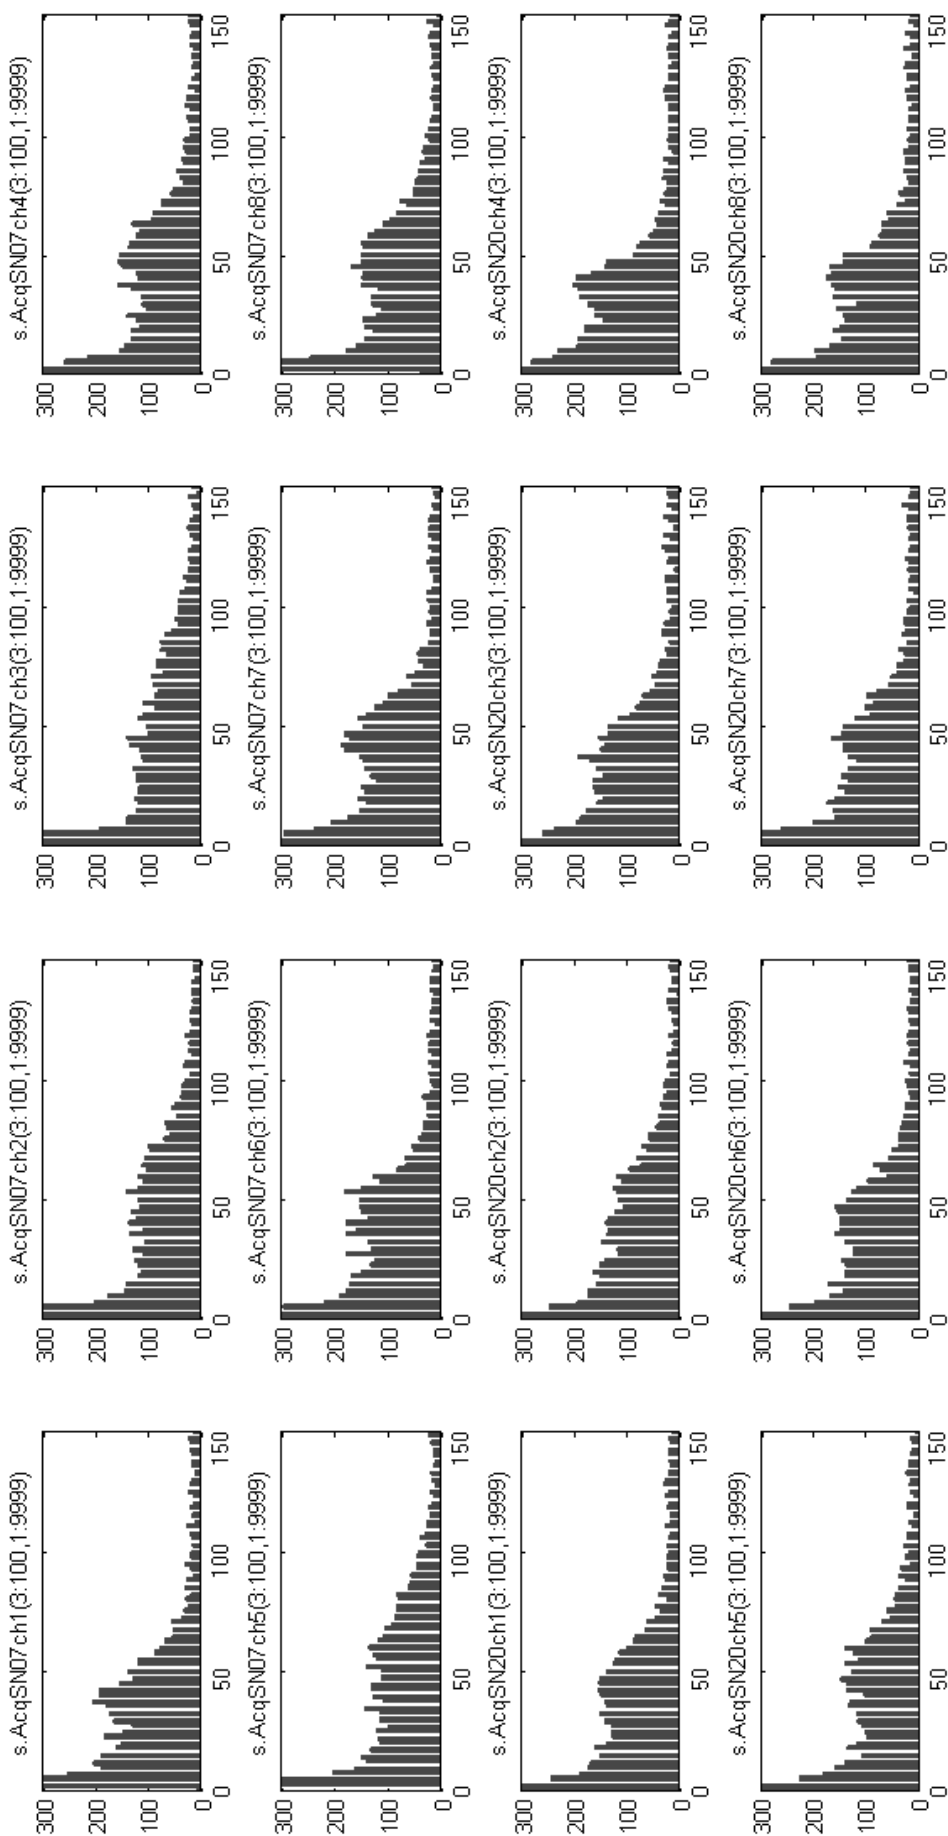 s.AcqSN07ch1(3:100,1:9999)
300
200
100
0
0 50 100 150
s.AcqSN07ch2(3:100,1:9999)
300
200
100
0
0 50 100 150
s.AcqSN07ch3(3:100,1:9999)
300
200
100
0
0 50 100 150
s.AcqSN07ch4(3:100,1:9999)
300
200
100
0
0 50 100 150
s.AcqSN07ch5(3:100,1:9999)
300
200
100
0
0 50 100 150
s.AcqSN07ch6(3:100,1:9999)
300
200
100
0
0 50 100 150
s.AcqSN07ch7(3:100,1:9999)
300
200
100
0
0 50 100 150
s.AcqSN07ch8(3:100,1:9999)
300
200
100
0
0 50 100 150
s.AcqSN20ch1(3:100,1:9999)
300
200
100
0
0 50 100 150
s.AcqSN20ch2(3:100,1:9999)
300
200
100
0
0 50 100 150
s.AcqSN20ch3(3:100,1:9999)
300
200
100
0
0 50 100 150
s.AcqSN20ch4(3:100,1:9999)
300
200
100
0
0 50 100 150
s.AcqSN20ch5(3:100,1:9999)
300
200
100
0
0 50 100 150
s.AcqSN20ch6(3:100,1:9999)
300
200
100
0
0 50 100 150
s.AcqSN20ch7(3:100,1:9999)
300
200
100
0
0 50 100 150
s.AcqSN20ch8(3:100,1:9999)
300
200
100
0
0 50 100 150